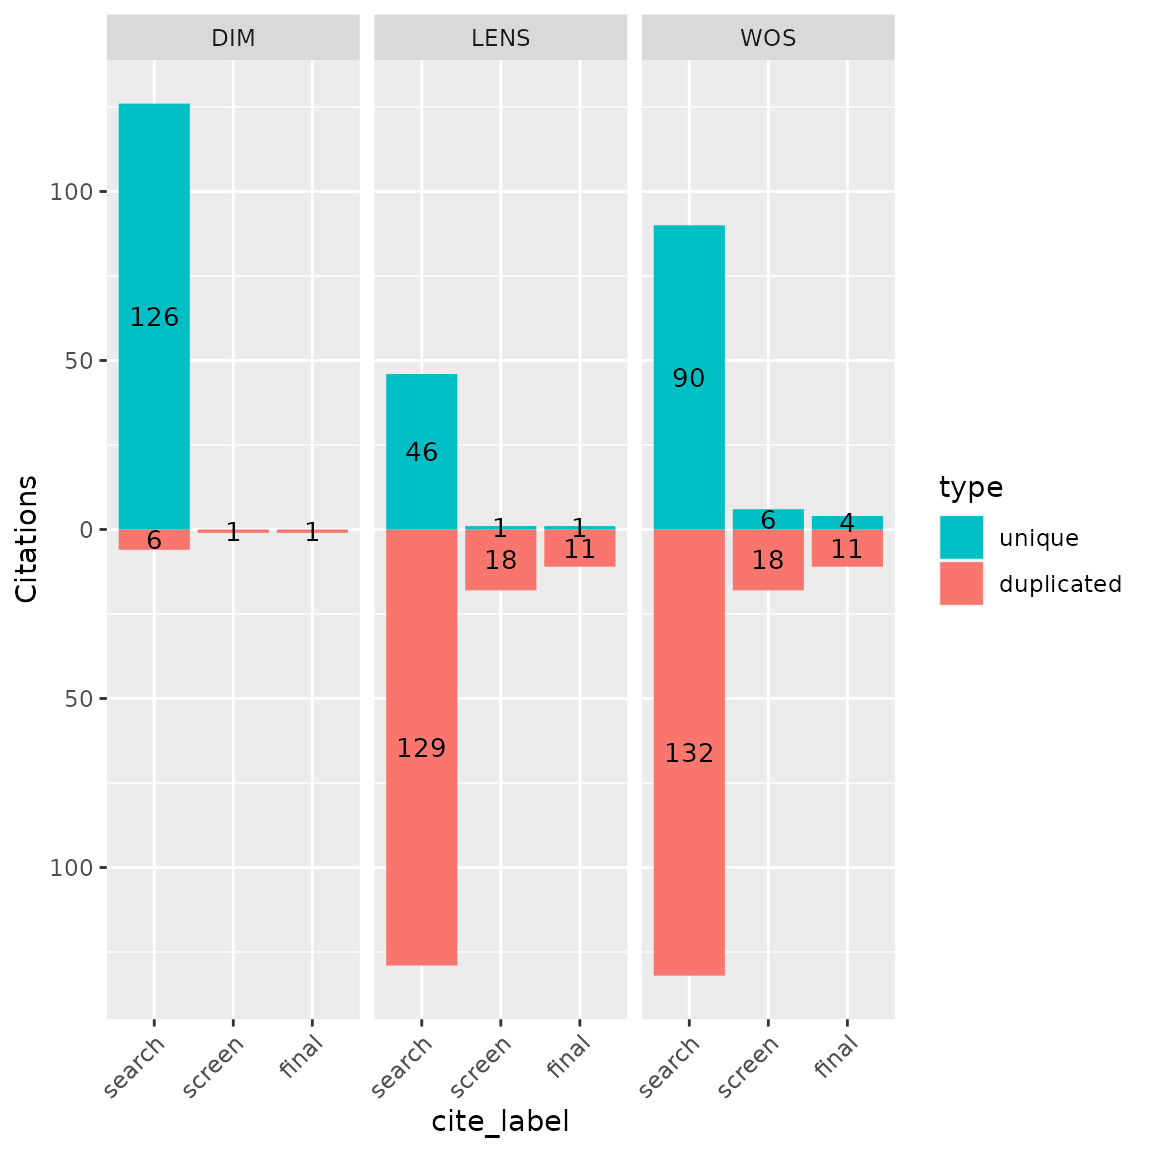 DIM LENS WOS
100
126
90
50
46
Citations
0
6 1 1 1 1 6 4
18 11 18 11
type
unique
duplicated
50
129 132
100
search screen final search screen final search screen final
cite_label